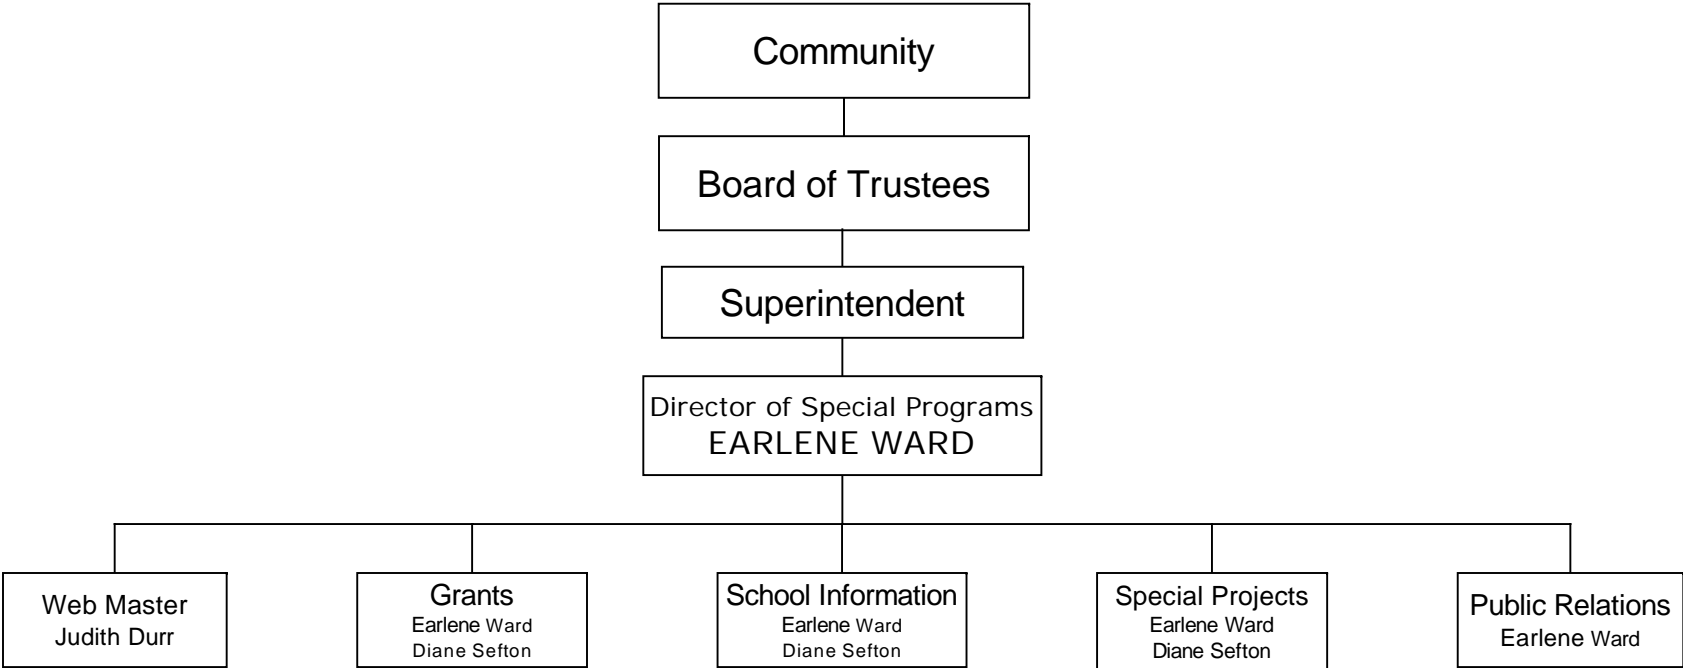 Community
Board of Trustees
Superintendent
Director of Special Programs
EARLENE WARD
Web Master
Judith Durr
Grants
Earlene Ward
Diane Sefton
School Information
Earlene Ward
Diane Sefton
Special Projects
Earlene Ward
Diane Sefton
Public Relations
Earlene Ward